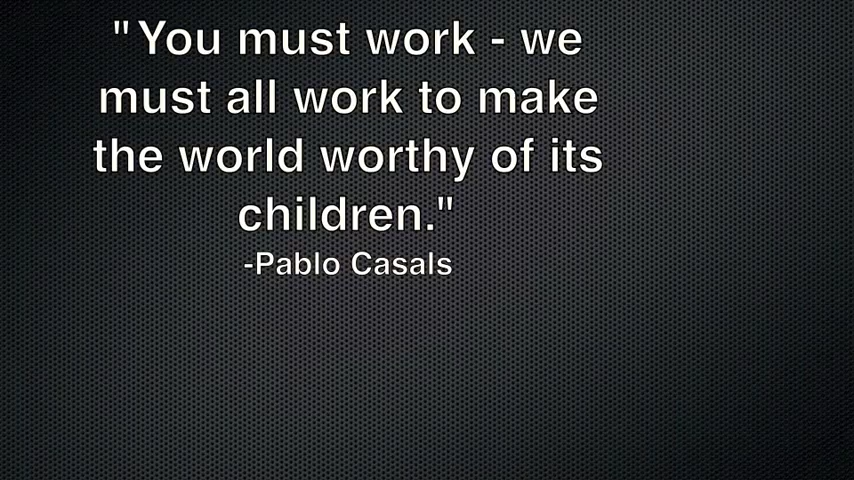 "You must work - we
must all work to make
the world worthy of its
children."
-Pablo Casals